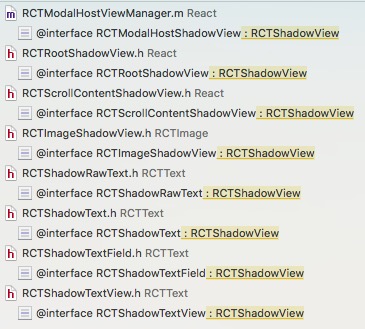 RCTModalHostViewManager.m React
@interface RCTModalHostShadowView : RCTShadowView
RCTRootShadowView.h React
@interface RCTRootShadowView : RCTShadowView
RCTScrollContentShadowView.h React
@interface RCTScrollContentShadowView : RCTShadowView
RCTImageShadowView.h RCTImage
@interface RCTImageShadowView : RCTShadowView
RCTShadowRawText.h RCTText
@interface RCTShadowRawText : RCTShadowView
RCTShadowText.h RCTText
@interface RCTShadowText : RCTShadowView
RCTShadowTextField.h RCTText
@interface RCTShadowTextField : RCTShadowView
RCTShadowTextView.h RCTText
@interface RCTShadowTextView : RCTShadowView